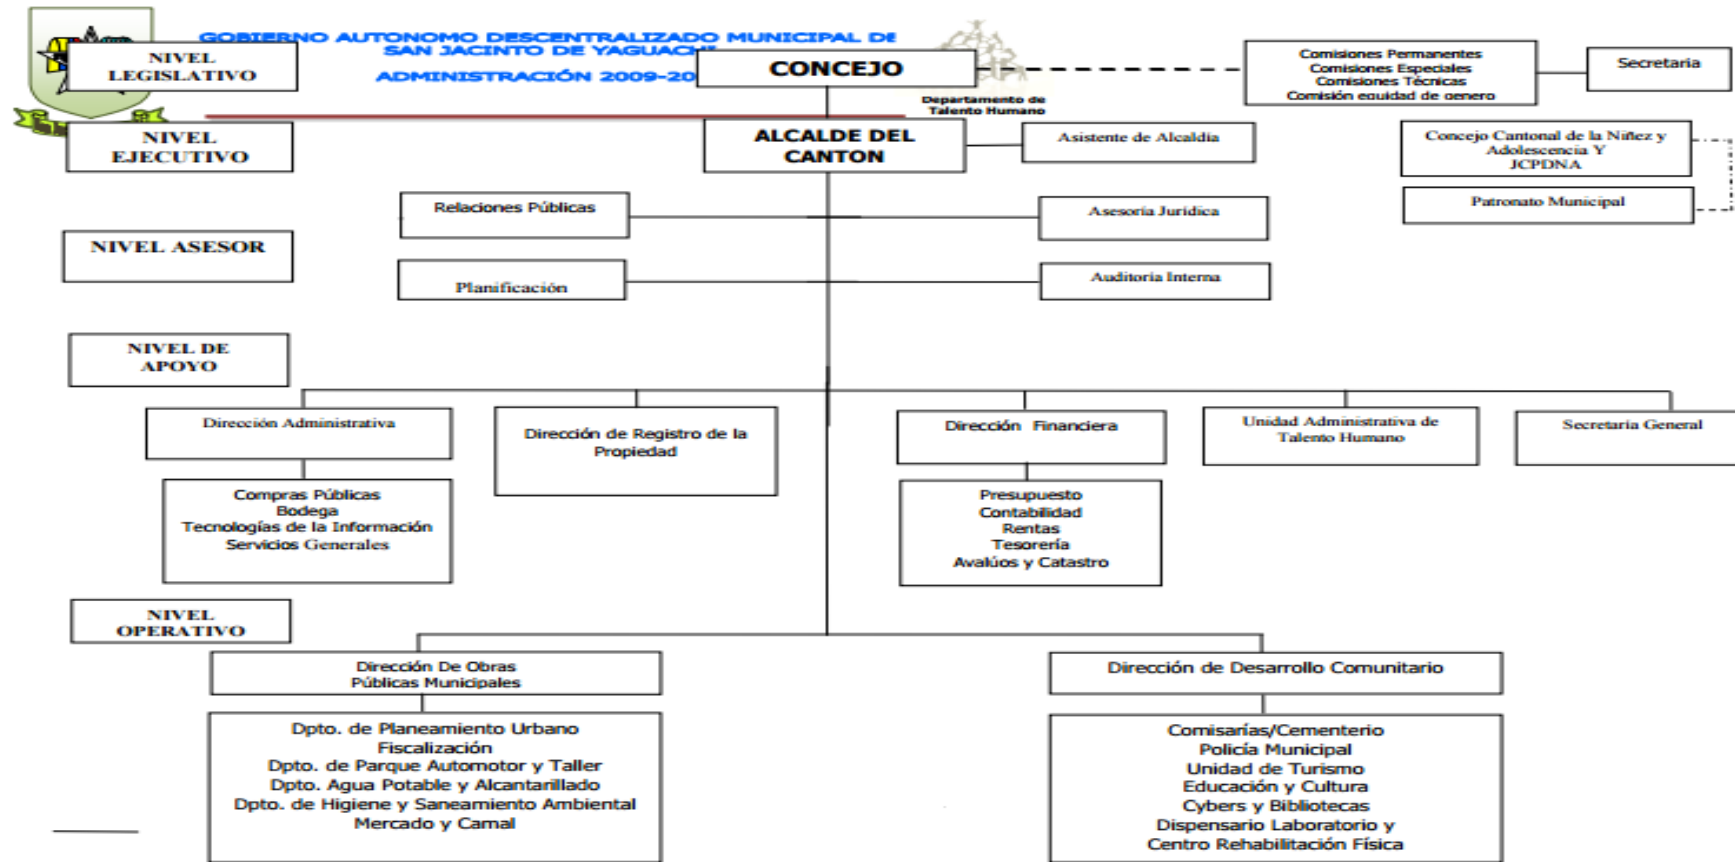 GOBIERNO AUTONOMO DESCENTRALIZADO MUNICIPAL DE
SAN JACINTO DE YAGUACHI
ADMINISTRACIÓN 2009-20
Departamento de
Talento Humano
NIVEL
LEGISLATIVO
CONCEJO
Comisiones Permanentes
Comisiones Especiales
Comisiones Técnicas
Comisión equidad de genero
Secretaria
NIVEL
EJECUTIVO
ALCALDE DEL
CANTON
Asistente de Alcaldía
Concejo Cantonal de la Niñez y
Adolescencia Y
JCPDNA
Relaciones Públicas
Asesoría Jurídica
Patronato Municipal
NIVEL ASESOR
Planificación
Auditoria Interna
NIVEL DE
APOYO
Dirección Administrativa
Dirección de Registro de la
Propiedad
Dirección Financiera
Unidad Administrativa de
Talento Humano
Secretaría General
Compras Públicas
Bodega
Tecnologías de la Información
Servicios Generales
Presupuesto
Contabilidad
Rentas
Tesorería
Avalúos y Catastro
NIVEL
OPERATIVO
Dirección De Obras
Públicas Municipales
Dirección de Desarrollo Comunitario
Dpto. de Planeamiento Urbano
Fiscalización
Dpto. de Parque Automotor y Taller
Dpto. Agua Potable y Alcantarillado
Dpto. de Higiene y Saneamiento Ambiental
Mercado y Camal
Comisarías/Cementerio
Policía Municipal
Unidad de Turismo
Educación y Cultura
Cybers y Bibliotecas
Dispensario Laboratorio y
Centro Rehabilitación Física